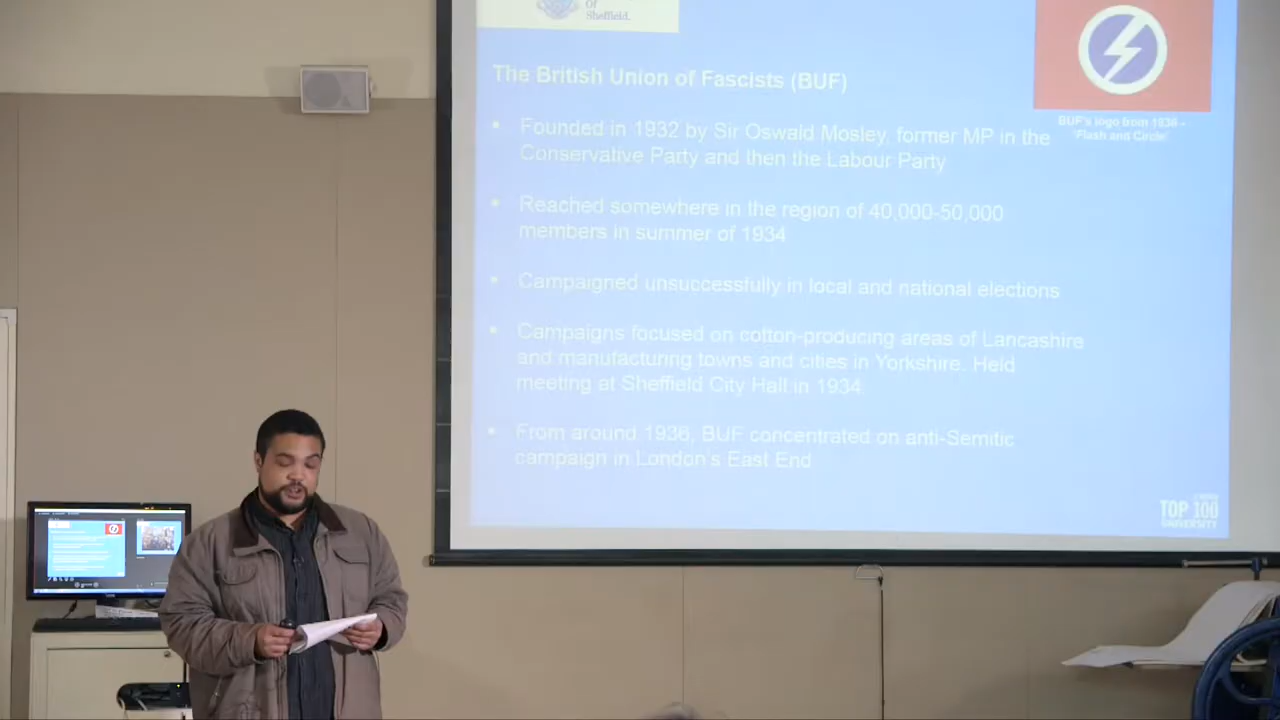 Of
Sheffield.
The British Union of Fascists (BUF)
BUF's logo from 1936 -
'Flash and Circle'
Founded in 1932 by Sir Oswald Mosley, former MP in the
Conservative Party and then the Labour Party
Reached somewhere in the region of 40,000-50,000
members in summer of 1934
Campaigned unsuccessfully in local and national elections
Campaigns focused on cotton-producing areas of Lancashire
and manufacturing towns and cities in Yorkshire. Held
meeting at Sheffield City Hall in 1934.
From around 1936, BUF concentrated on anti-Semitic
campaign in London's East End
TOP 100
UNIVERSITY